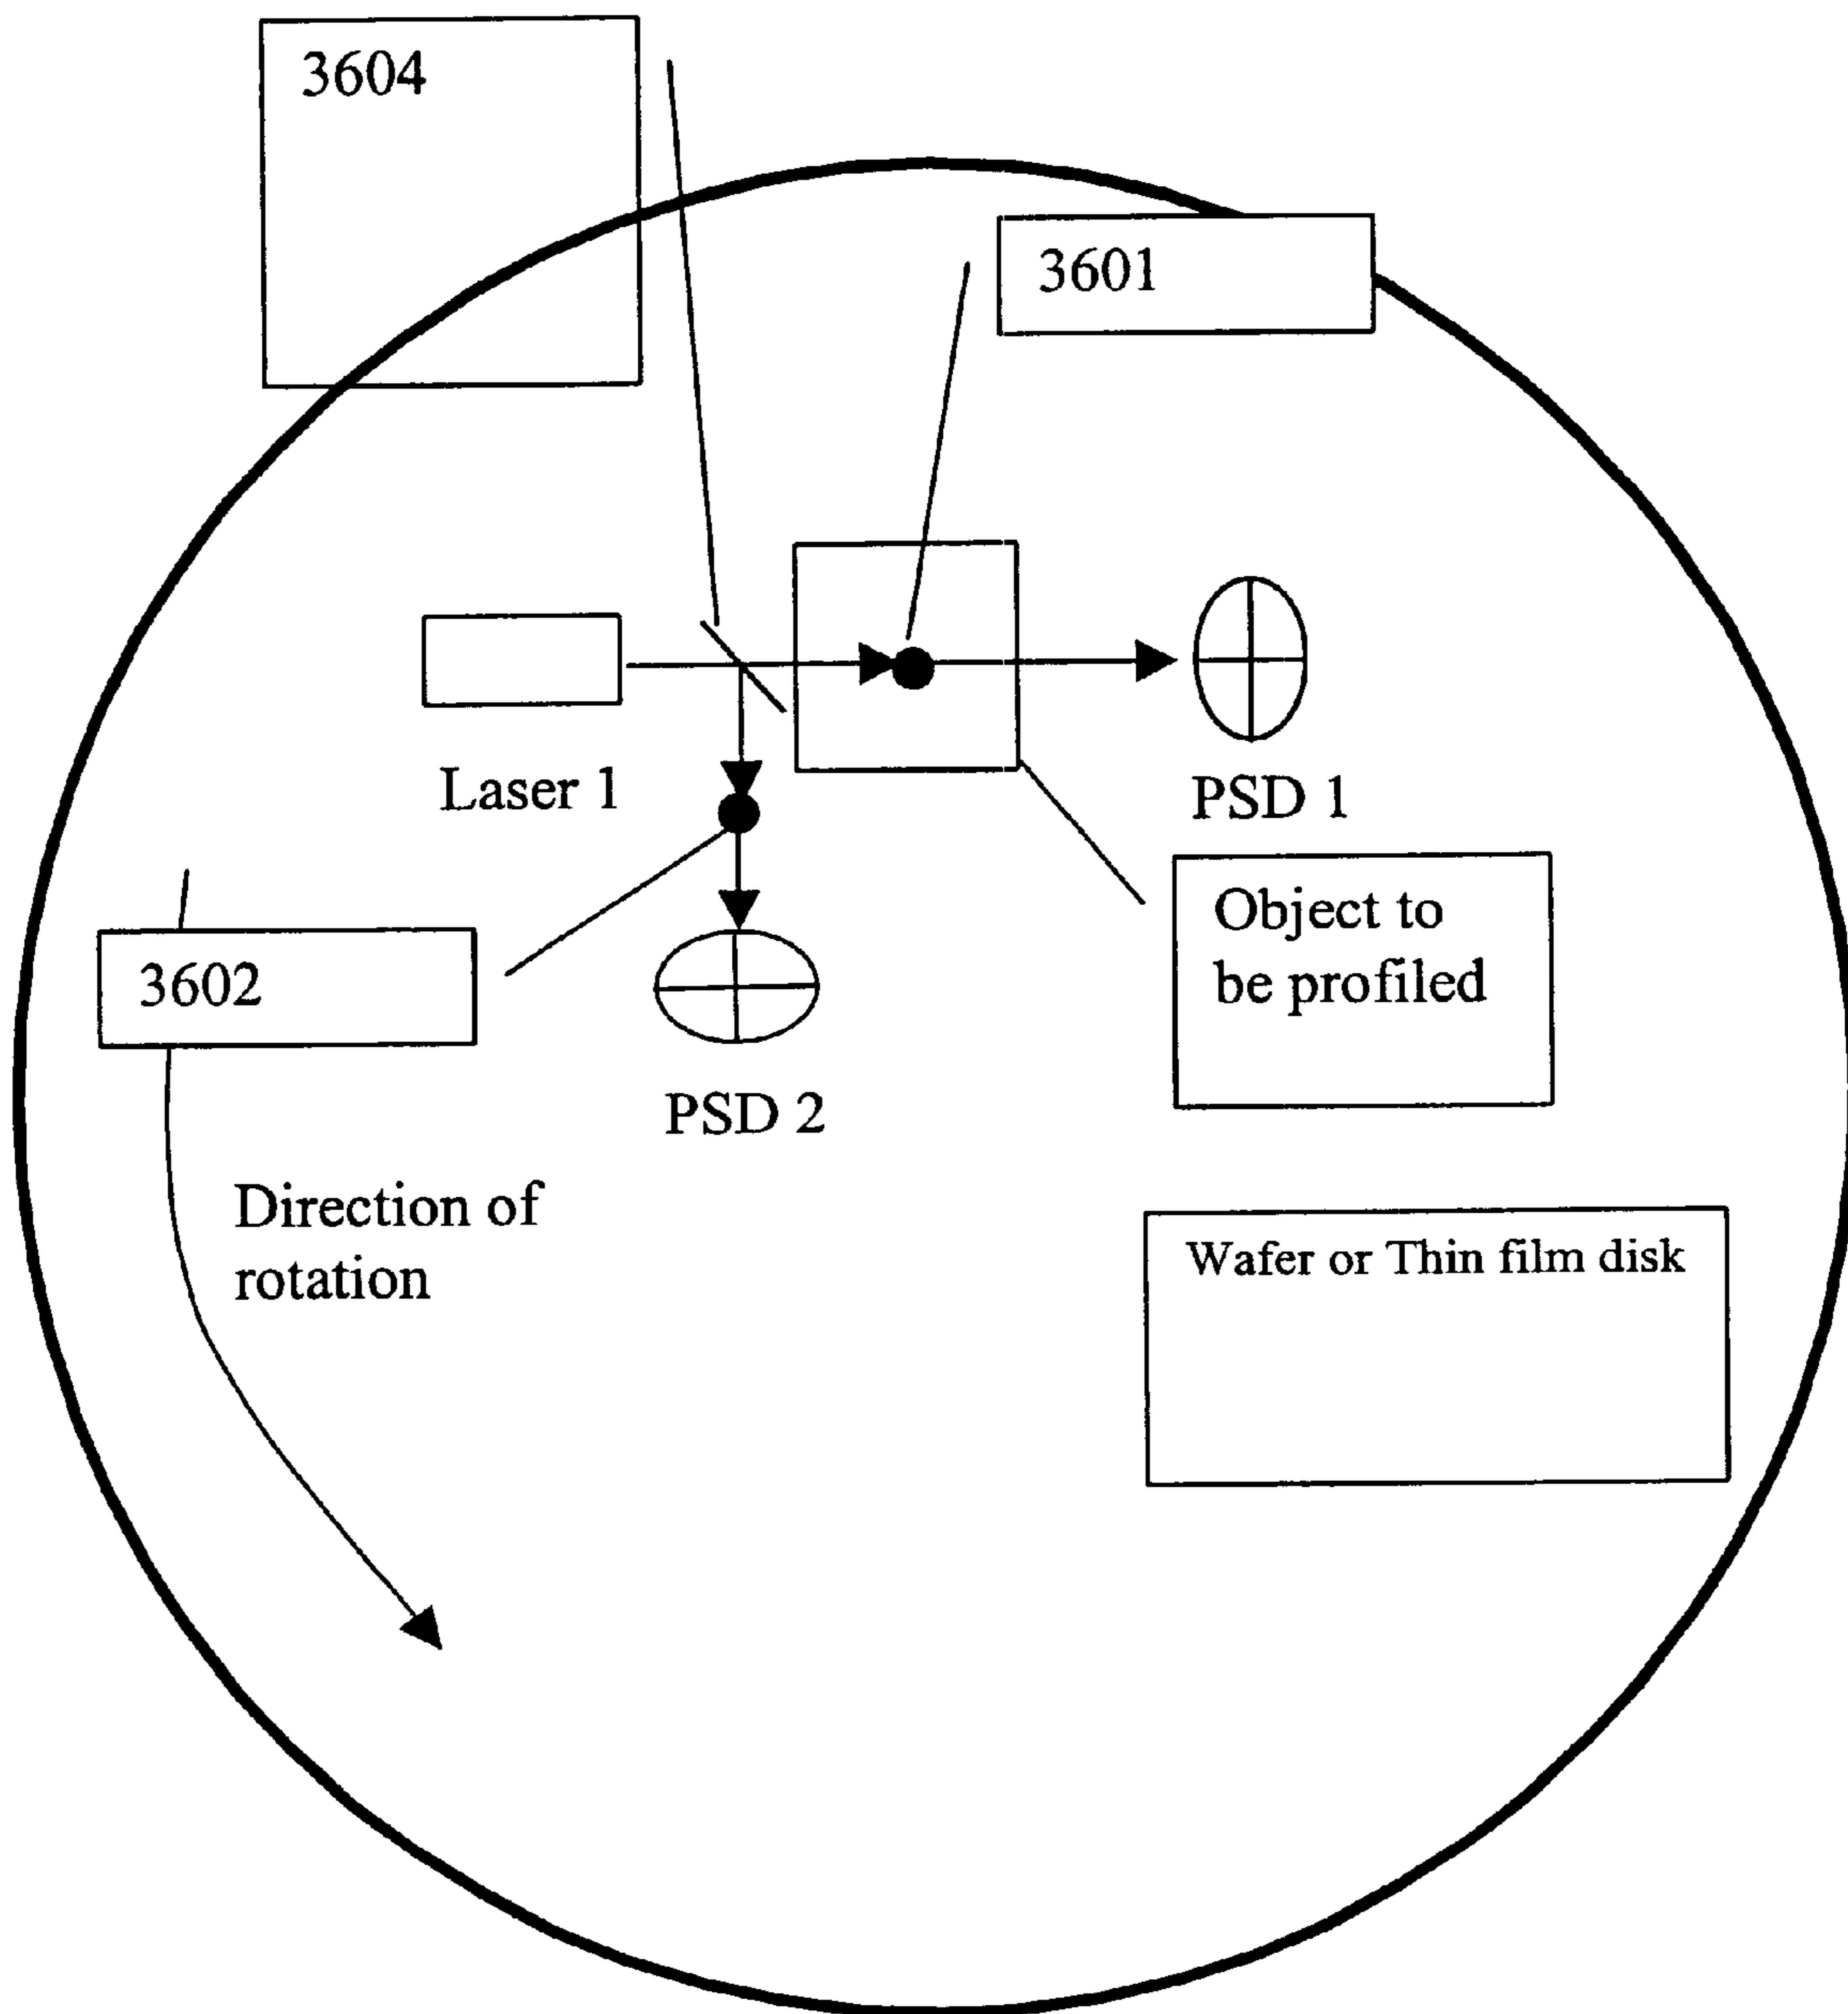 3604
3601
Laser 1
PSD 1
Object to
be profiled
3602
PSD 2
Direction of
rotation
Wafer or Thin film disk